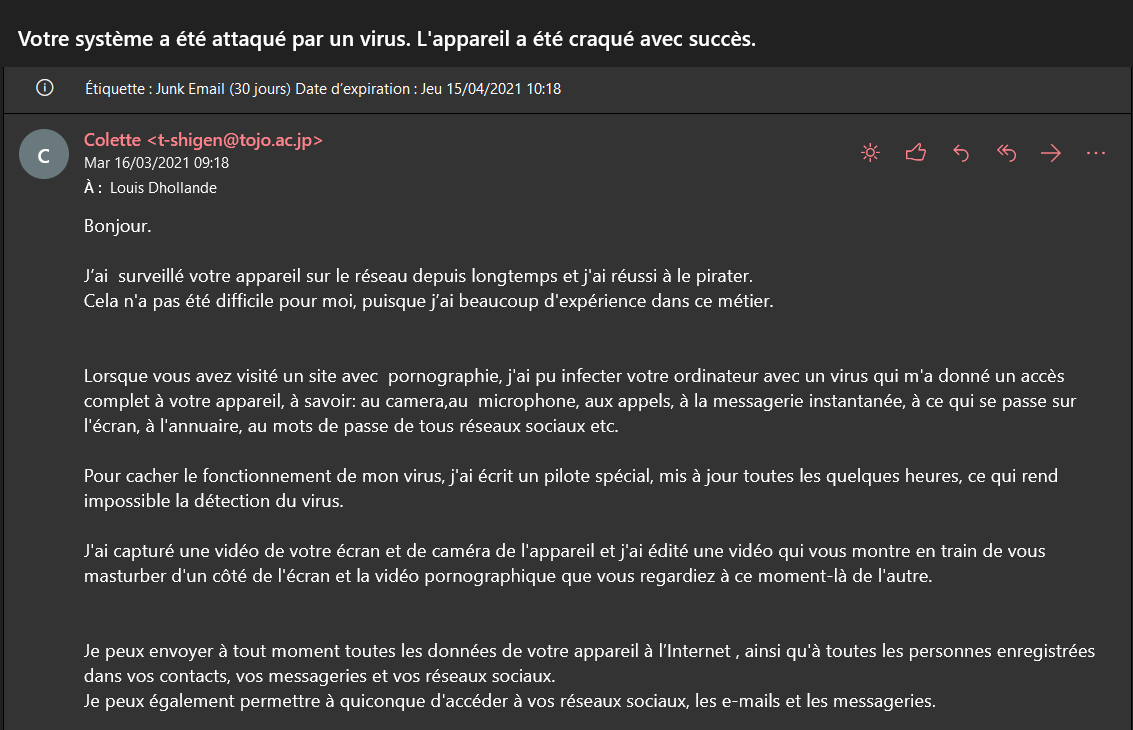 Votre système a été attaqué par un virus. L'appareil a été craqué avec succès.
Étiquette : Junk Email (30 jours) Date d’expiration : Jeu 15/04/2021 10:18
C
Colette <t-shigen@tojo.ac.jp>
Mar 16/03/2021 09:18
À : Louis Dhollande
Bonjour.
J’ai  surveillé votre appareil sur le réseau depuis longtemps et j'ai réussi à le pirater.
Cela n'a pas été difficile pour moi, puisque j’ai beaucoup d'expérience dans ce métier.
Lorsque vous avez visité un site avec  pornographie, j'ai pu infecter votre ordinateur avec un virus qui m'a donné un accès
complet à votre appareil, à savoir: au camera,au  microphone, aux appels, à la messagerie instantanée, à ce qui se passe sur
l'écran, à l'annuaire, au mots de passe de tous réseaux sociaux etc.
Pour cacher le fonctionnement de mon virus, j'ai écrit un pilote spécial, mis à jour toutes les quelques heures, ce qui rend
impossible la détection du virus.
J'ai capturé une vidéo de votre écran et de caméra de l'appareil et j'ai édité une vidéo qui vous montre en train de vous
masturber d'un côté de l'écran et la vidéo pornographique que vous regardiez à ce moment-là de l'autre.
Je peux envoyer à tout moment toutes les données de votre appareil à l’Internet , ainsi qu'à toutes les personnes enregistrées
dans vos contacts, vos messageries et vos réseaux sociaux.
Je peux également permettre à quiconque d'accéder à vos réseaux sociaux, les e-mails et les messageries.